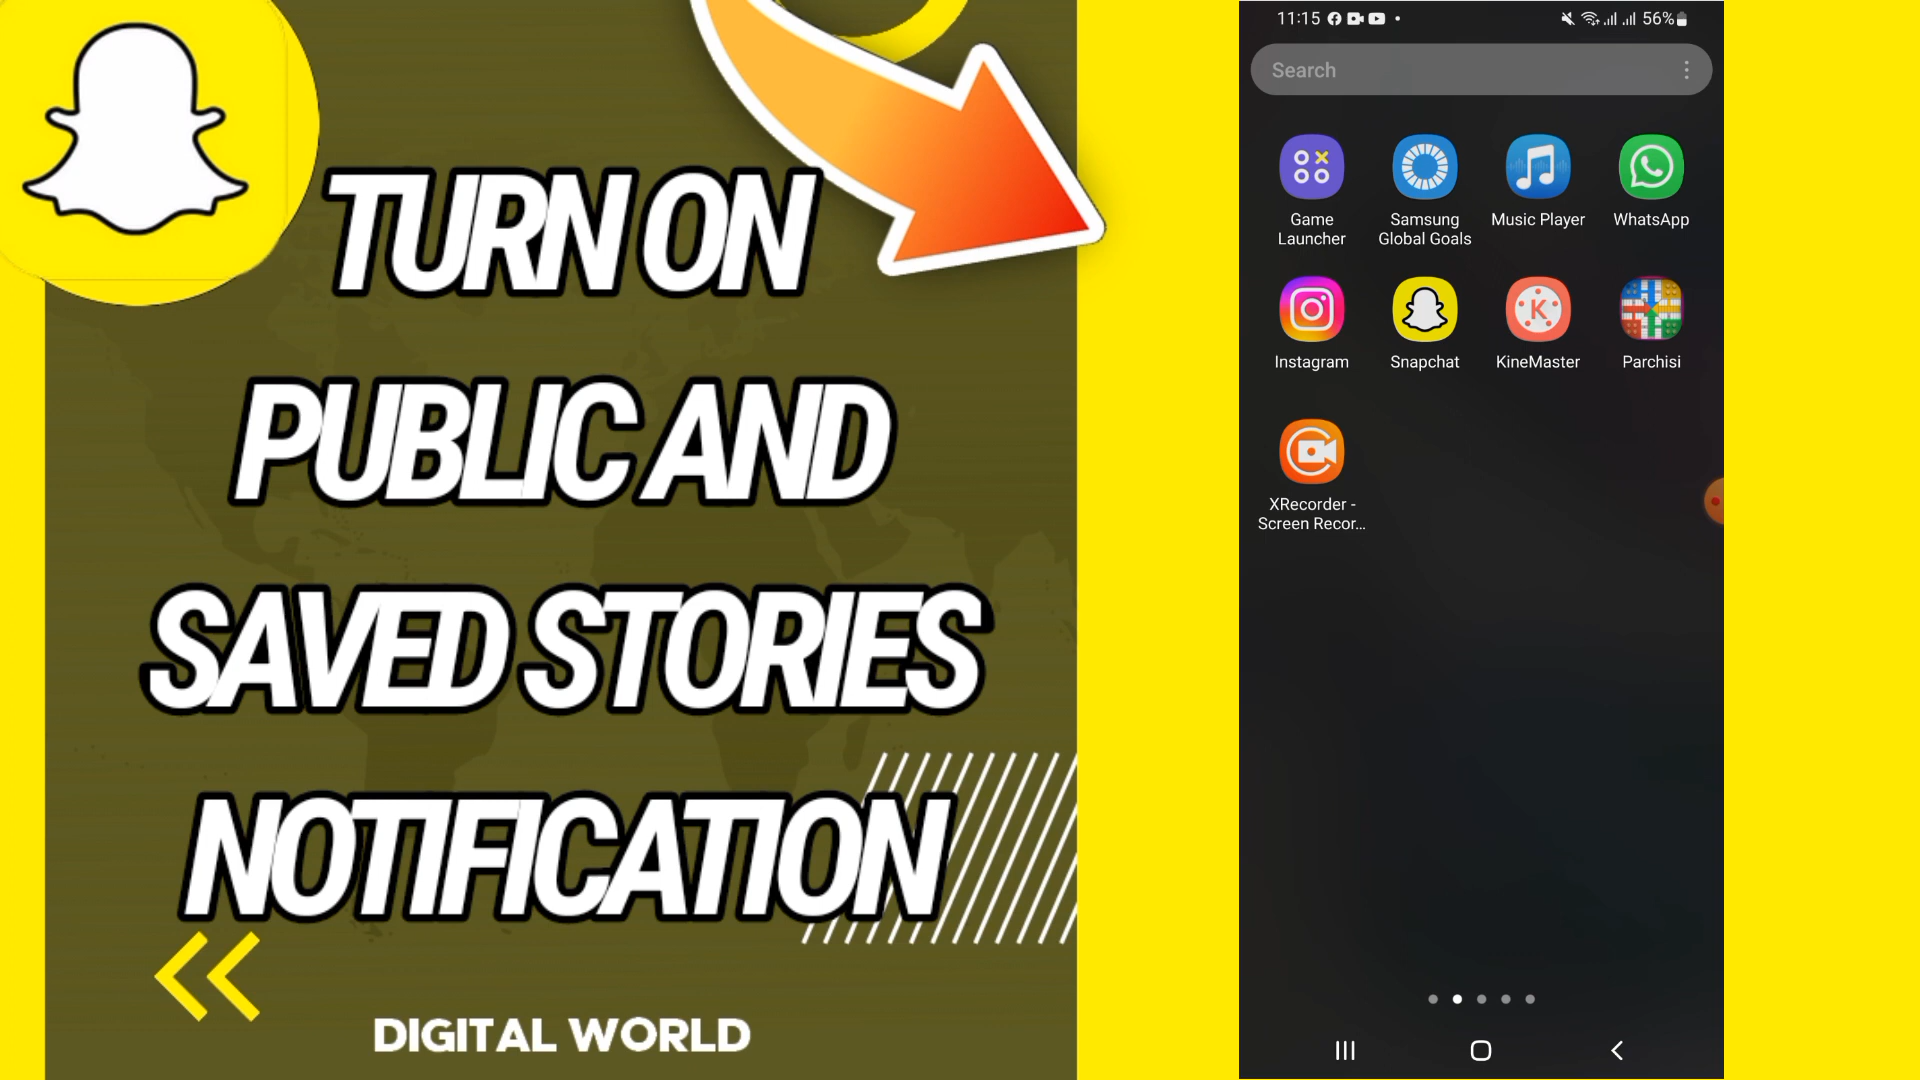 TURN ON
PUBLIC AND
SAVED STORIES
NOTIFICATION
DIGITAL WORLD
11:15
56%
Search
Game Launcher
Samsung Global Goals
Music Player
WhatsApp
Instagram
Snapchat
KineMaster
K
Parchisi
XRecorder -
Screen Recor...